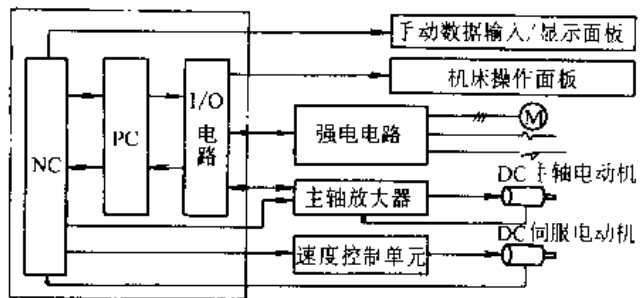 手动数据输入/显示面板
机床操作面板
I/O
电
路
PC
NC
强电电路
M
DC主轴电动机
主轴放大器
DC伺服电动机
速度控制单元